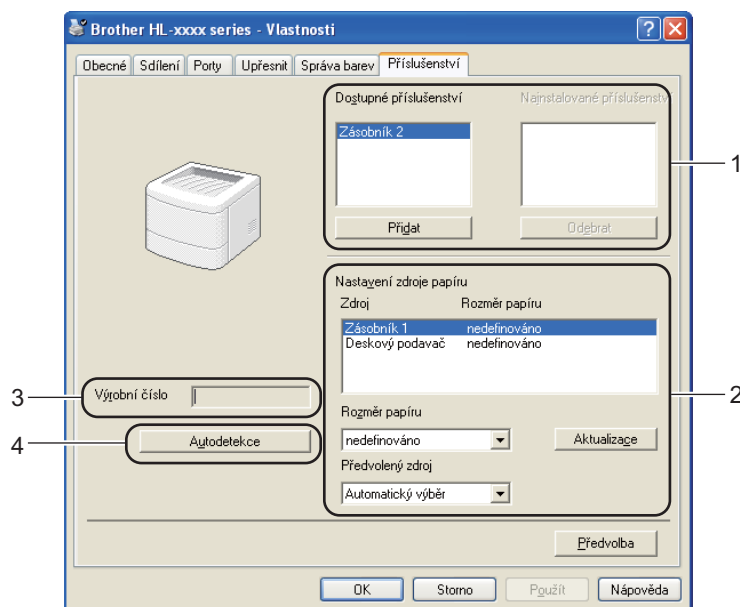 Brother HL-xxxx series - Vlastnosti
Obecné Sdílení Porty Upřesnit Správa barev Příslušenství
Dostupné příslušenství Nainstalované příslušenství
Zásobník 2
1
Přidat Odebrat
Nastavení zdroje papíru
Zdroj Rozměr papíru
Zásobník 1 nedefinováno
Deskový podavač nedefinováno
3 Výrobní číslo
2
Rozměr papíru
4 Autodetekce
nedefinováno Aktualizace
Předvolený zdroj
Automatický výběr
Předvolba
OK Storno Použít Nápověda